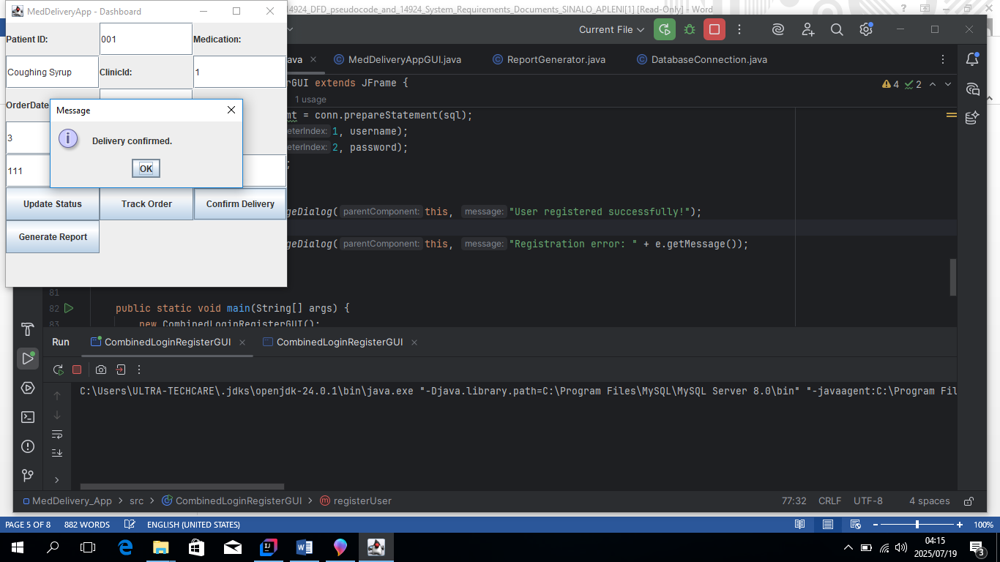 MedDeliveryApp - Dashboard
14924_DFD_pseudocode_and_14924_System_Requirements_Documents_SINALO_APLENI[1] [Read-Only] - Word
Patient ID:
001
Medication:
Coughing Syrup
ClinicId:
1
OrderDate
3
111
Message
Delivery confirmed.
OK
Update Status
Track Order
Confirm Delivery
Generate Report
Current File
ava
MedDeliveryAppGUI.java
ReportGenerator.java
DatabaseConnection.java
rGUI extends JFrame {
4
2
1 usage
mt = conn.prepareStatement(sql);
eterIndex: 1, username);
eterIndex: 2, password);
;
geDialog( parentComponent: this, message: "User registered successfully!");
geDialog( parentComponent: this, message: "Registration error: " + e.getMessage());
81
82 public static void main(String[] args) {
83 new CombinedLoginRegisterGUI();
Run
CombinedLoginRegisterGUI
CombinedLoginRegisterGUI
C:\Users\ULTRA-TECHCARE\.jdks\openjdk-24.0.1\bin\java.exe "-Djava.library.path=C:\Program Files\MySQL\MySQL Server 8.0\bin" "-javaagent:C:\Program Fil
MedDelivery_App > src > CombinedLoginRegisterGUI > registerUser
77:32 CRLF UTF-8 4 spaces
PAGE 5 OF 8 882 WORDS ENGLISH (UNITED STATES)
100%
04:15
2025/07/19
3